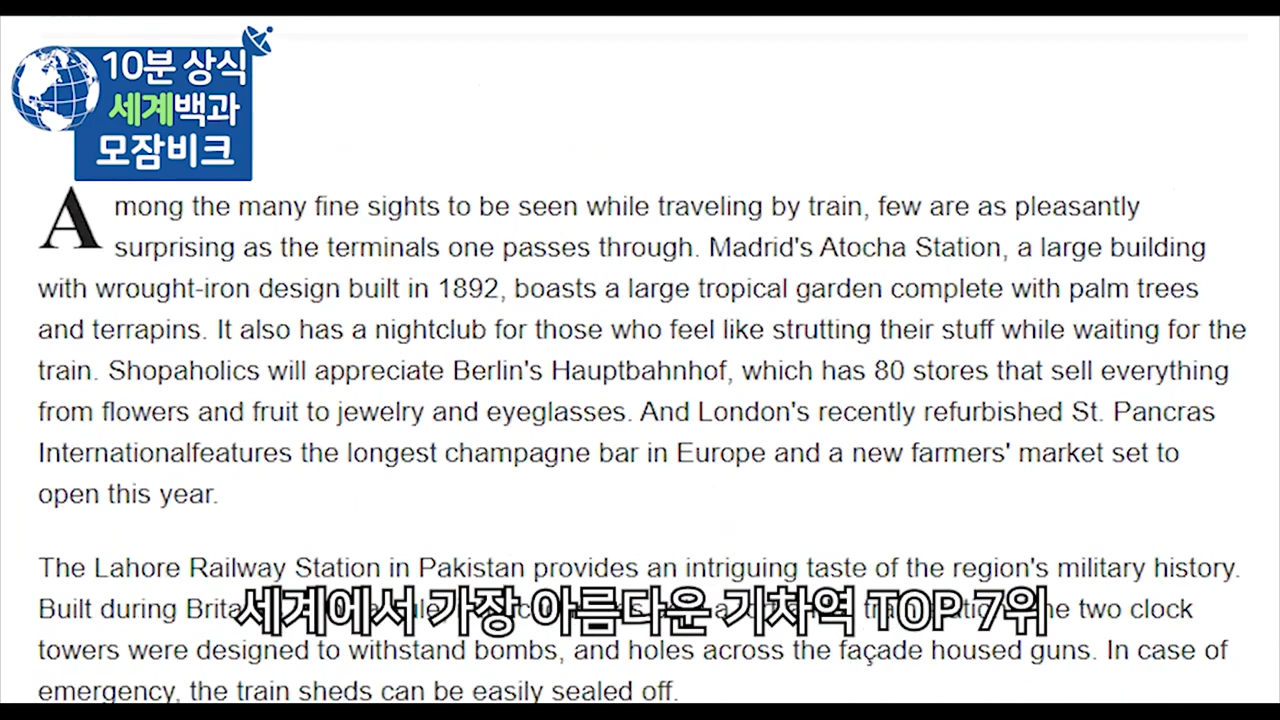 10분 상식
세계백과
모잠비크
Among the many fine sights to be seen while traveling by train, few are as pleasantly
surprising as the terminals one passes through. Madrid's Atocha Station, a large building
with wrought-iron design built in 1892, boasts a large tropical garden complete with palm trees
and terrapins. It also has a nightclub for those who feel like strutting their stuff while waiting for the
train. Shopaholics will appreciate Berlin's Hauptbahnhof, which has 80 stores that sell everything
from flowers and fruit to jewelry and eyeglasses. And London's recently refurbished St. Pancras
Internationalfeatures the longest champagne bar in Europe and a new farmers' market set to
open this year.
The Lahore Railway Station in Pakistan provides an intriguing taste of the region's military history.
Built during two clock
세계에서 가장 아름다운 기차역 TOP 7위
towers were designed to withstand bombs, and holes across the façade housed guns. In case of
emergency, the train sheds can be easily sealed off.